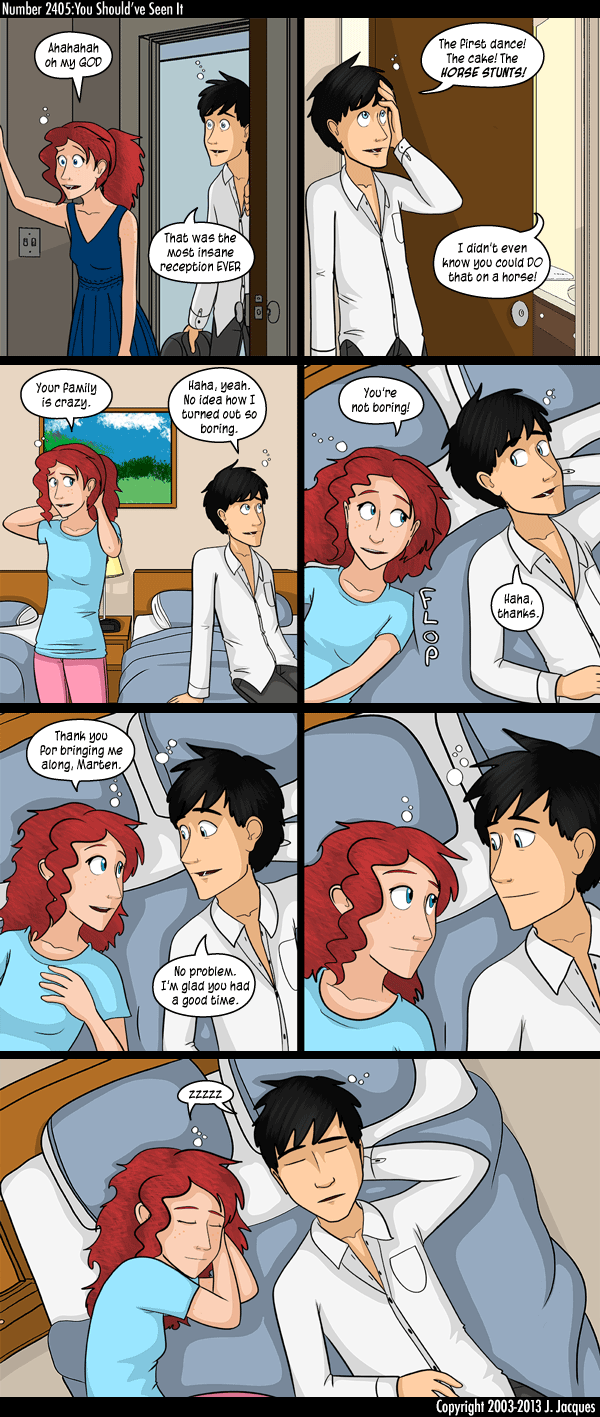 Number 2405:You Should've Seen It
Ahahahah
oh my GOD
That was the
most insane
reception EVER
The first dance!
The cake! The
HORSE STUNTS!
I didn't even
know you could DO
that on a horse!
Your family
is crazy.
Haha, yeah.
No idea how I
turned out so
boring.
You're
not boring!
FLOP
Haha,
thanks.
Thank you
for bringing me
along, Marten.
No problem.
I'm glad you had
a good time.
zzzzz
Copyright 2003-2013 J. Jacques